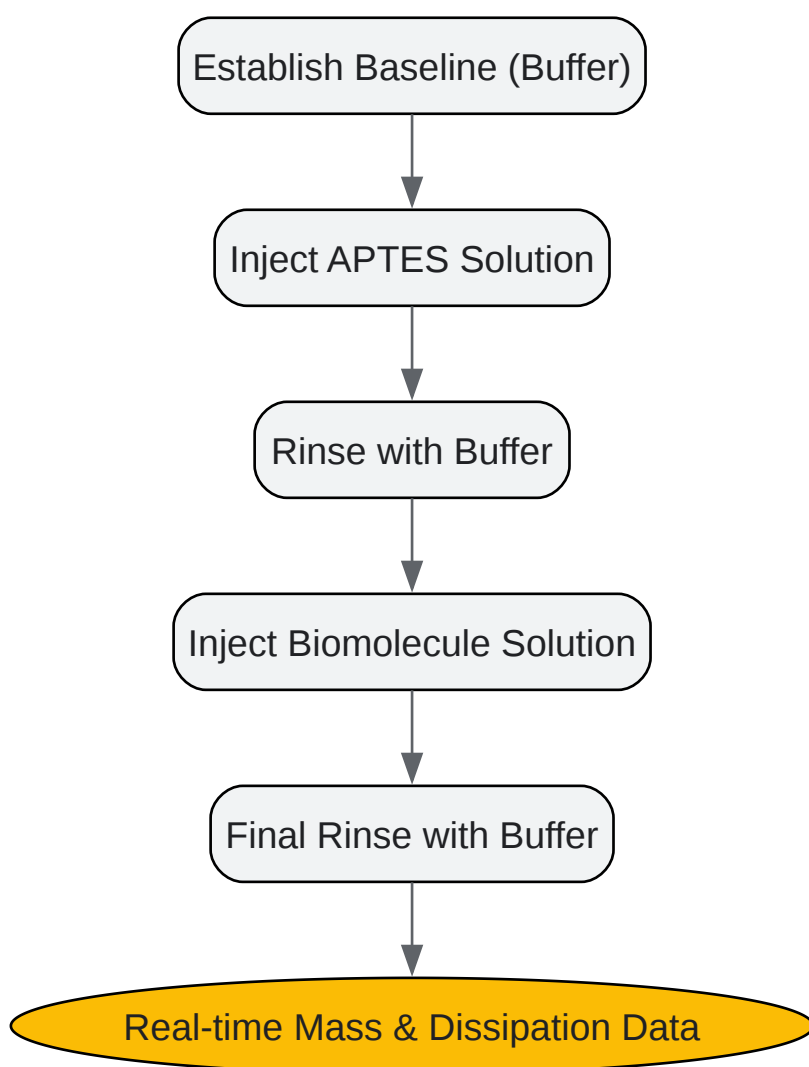 Establish Baseline (Buffer)
Inject APTES Solution
Rinse with Buffer
Inject Biomolecule Solution
Final Rinse with Buffer
Real-time Mass & Dissipation Data